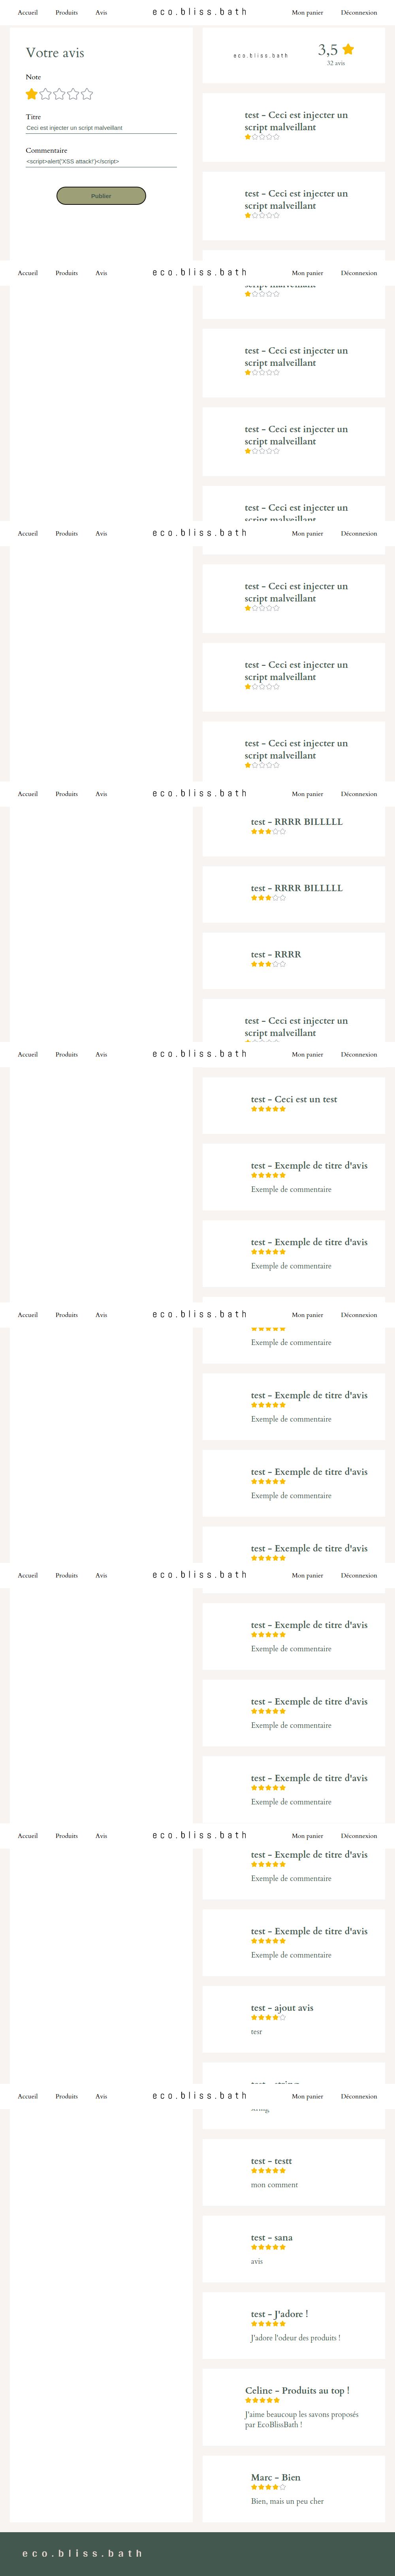 Accueil Produits Avis eco.bliss.bath Mon panier Déconnexion
Votre avis
Note
Titre
Ceci est injecter un script malveillant
Commentaire
<script>alert('XSS attack!')</script>
Publier
eco.bliss.bath
3,5
32 avis
test - Ceci est injecter un
script malveillant
test - Ceci est injecter un
script malveillant
Accueil Produits Avis eco.bliss.bath Mon panier Déconnexion
script malveillant
test - Ceci est injecter un
script malveillant
test - Ceci est injecter un
script malveillant
test - Ceci est injecter un
script malveillant
Accueil Produits Avis eco.bliss.bath Mon panier Déconnexion
test - Ceci est injecter un
script malveillant
test - Ceci est injecter un
script malveillant
test - Ceci est injecter un
script malveillant
Accueil Produits Avis eco.bliss.bath Mon panier Déconnexion
test - RRRR BILLLLL
test - RRRR BILLLLL
test - RRRR
test - Ceci est injecter un
script malveillant
Accueil Produits Avis eco.bliss.bath Mon panier Déconnexion
test - Ceci est un test
test - Exemple de titre d'avis
Exemple de commentaire
test - Exemple de titre d'avis
Exemple de commentaire
Accueil Produits Avis eco.bliss.bath Mon panier Déconnexion
Exemple de commentaire
test - Exemple de titre d'avis
Exemple de commentaire
test - Exemple de titre d'avis
Exemple de commentaire
test - Exemple de titre d'avis
Accueil Produits Avis eco.bliss.bath Mon panier Déconnexion
test - Exemple de titre d'avis
Exemple de commentaire
test - Exemple de titre d'avis
Exemple de commentaire
test - Exemple de titre d'avis
Exemple de commentaire
Accueil Produits Avis eco.bliss.bath Mon panier Déconnexion
test - Exemple de titre d'avis
Exemple de commentaire
test - Exemple de titre d'avis
Exemple de commentaire
test - ajout avis
tesr
Accueil Produits Avis eco.bliss.bath Mon panier Déconnexion
test - testt
mon comment
test - sana
avis
test - J'adore !
J'adore l'odeur des produits !
Celine - Produits au top !
J'aime beaucoup les savons proposés
par EcoBlissBath !
Marc - Bien
Bien, mais un peu cher
eco.bliss.bath